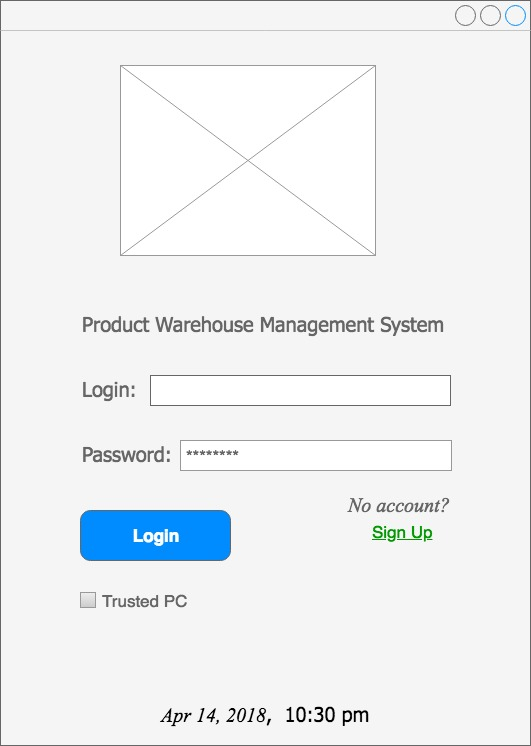 Product Warehouse Management System
Login:
Password: ********
No account?
Login
Sign Up
Trusted PC
Apr 14, 2018, 10:30 pm